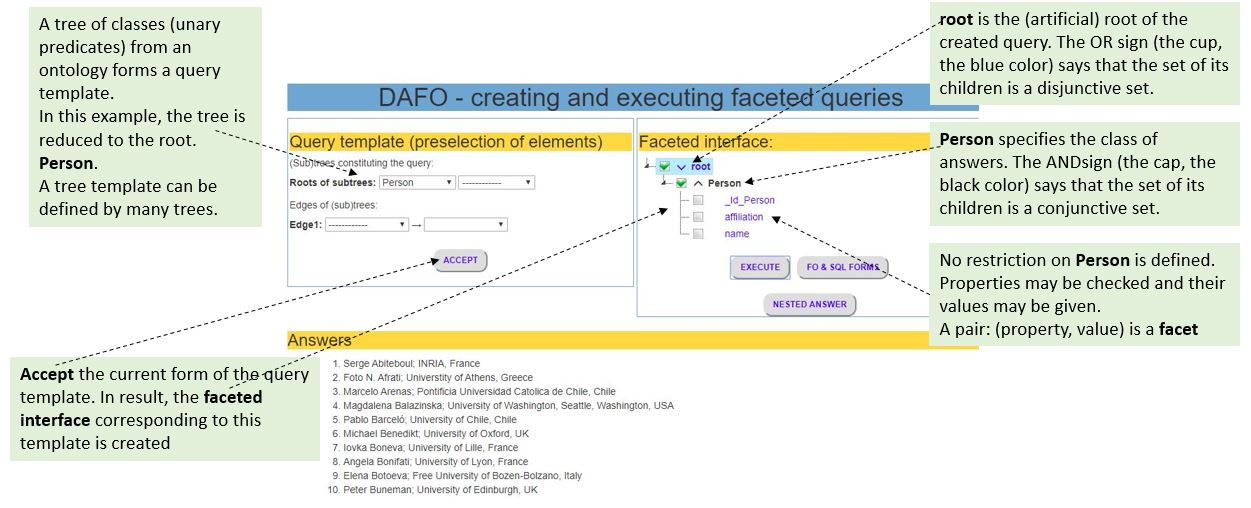 A tree of classes (unary
predicates) from an
ontology forms a query
template.
In this example, the tree is
reduced to the root.
Person.
A tree template can be
defined by many trees.
root is the (artificial) root of the
created query. The OR sign (the cup,
the blue color) says that the set of its
children is a disjunctive set.
DAFO - creating and executing faceted queries
Query template (preselection of elements)
(Sub)trees constituting the query:
Roots of subtrees: Person ------------
Edges of (sub)trees:
Edge1: ------------ →
ACCEPT
Faceted interface:
root
Person
_Id_Person
affiliation
name
EXECUTE
FO & SQL FORMS
NESTED ANSWER
Person specifies the class of
answers. The ANDsign (the cap, the
black color) says that the set of its
children is a conjunctive set.
No restriction on Person is defined.
Properties may be checked and their
values may be given.
A pair: (property, value) is a facet
Accept the current form of the query
template. In result, the faceted
interface corresponding to this
template is created
Answers
1. Serge Abiteboul; INRIA, France
2. Foto N. Afrati; Universtity of Athens, Greece
3. Marcelo Arenas; Pontificia Universidad Catolica de Chile, Chile
4. Magdalena Balazinska; University of Washington, Seattle, Washington, USA
5. Pablo Barceló; University of Chile, Chile
6. Michael Benedikt; University of Oxford, UK
7. Iovka Boneva; University of Lille, France
8. Angela Bonifati; University of Lyon, France
9. Elena Botoeva; Free University of Bozen-Bolzano, Italy
10. Peter Buneman; University of Edinburgh, UK